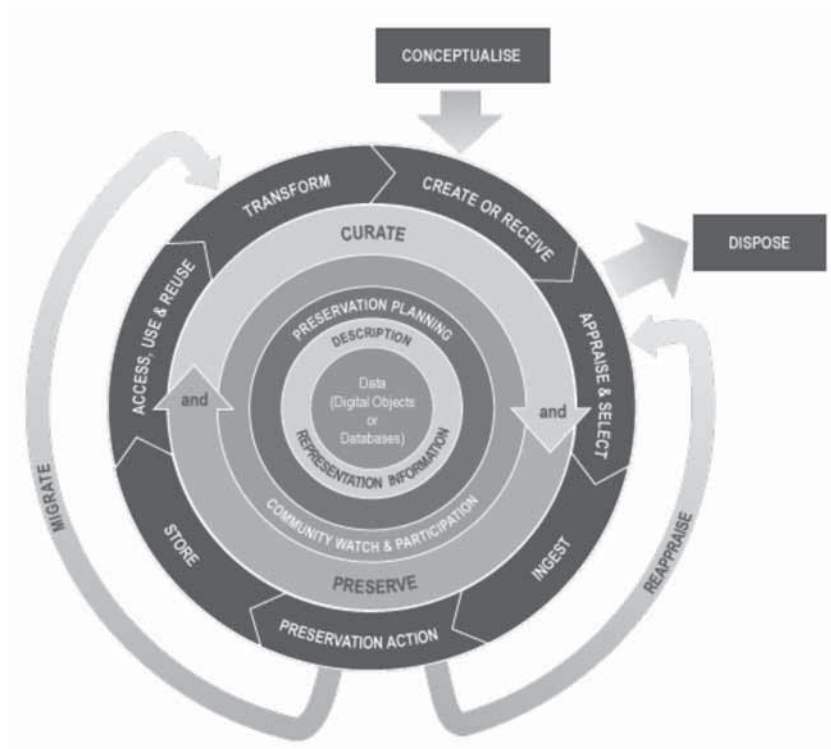 CONCEPTUALISE
TRANSFORM
CREATE OR RECEIVE
DISPOSE
CURATE
ACCESS, USE & REUSE
PRESERVATION PLANNING
DESCRIPTION
APPRAISE & SELECT
Data
(Digital Objects
or
Databases)
and
and
REPRESENTATION INFORMATION
MIGRATE
COMMUNITY WATCH & PARTICIPATION
STORE
INGEST
REAPPRAISE
PRESERVE
PRESERVATION ACTION